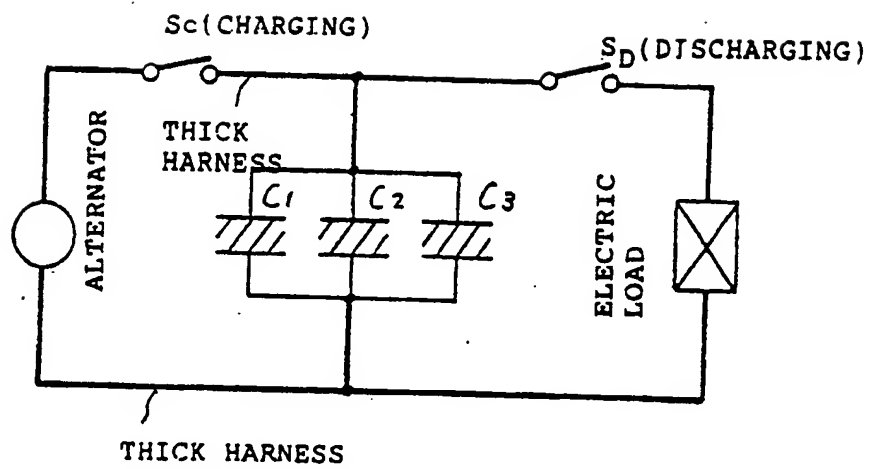 Sc(CHARGING)
SD(DISCHARGING)
THICK
HARNESS
ALTERNATOR
C1
C2
C3
ELECTRIC
LOAD
THICK HARNESS